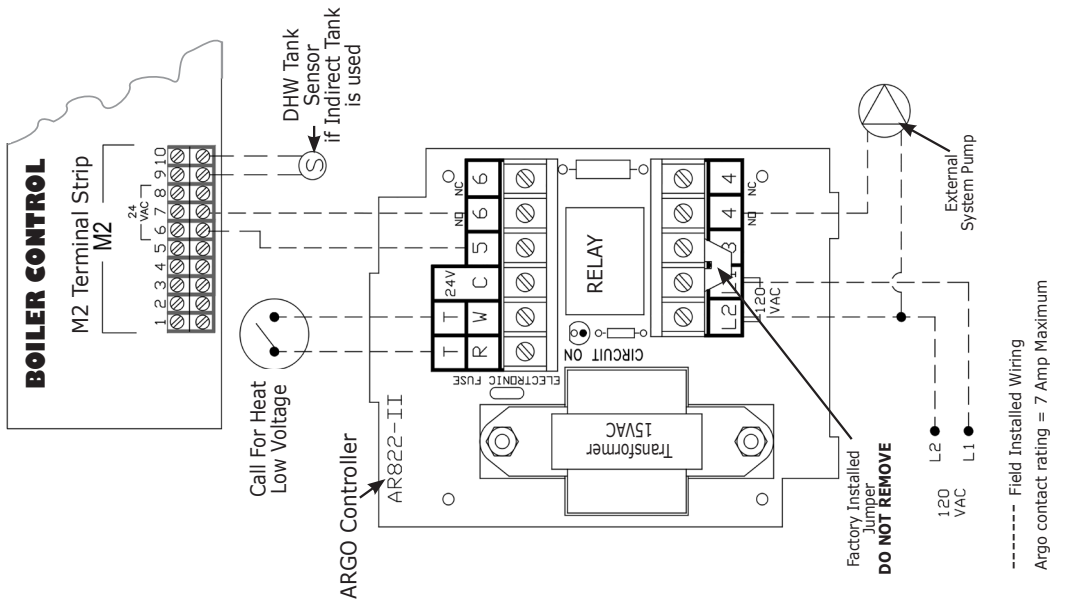 BOILER CONTROL
M2 Terminal Strip
M2
24
VAC
1 2 3 4 5 6 7 8 9 10
DHW Tank
Sensor
if Indirect Tank
is used
S
Call For Heat
Low Voltage
ARGO Controller
AR822-II
T T 24V
R W C 5 6 6
NO NC
ELECTRONIC FUSE
CIRCUIT ON
RELAY
Transformer
15VAC
L2 L1 3 4 4
NO NC
120
VAC
External
System Pump
Factory Installed
Jumper
DO NOT REMOVE
L2
L1
120
VAC
Field Installed Wiring
Argo contact rating = 7 Amp Maximum